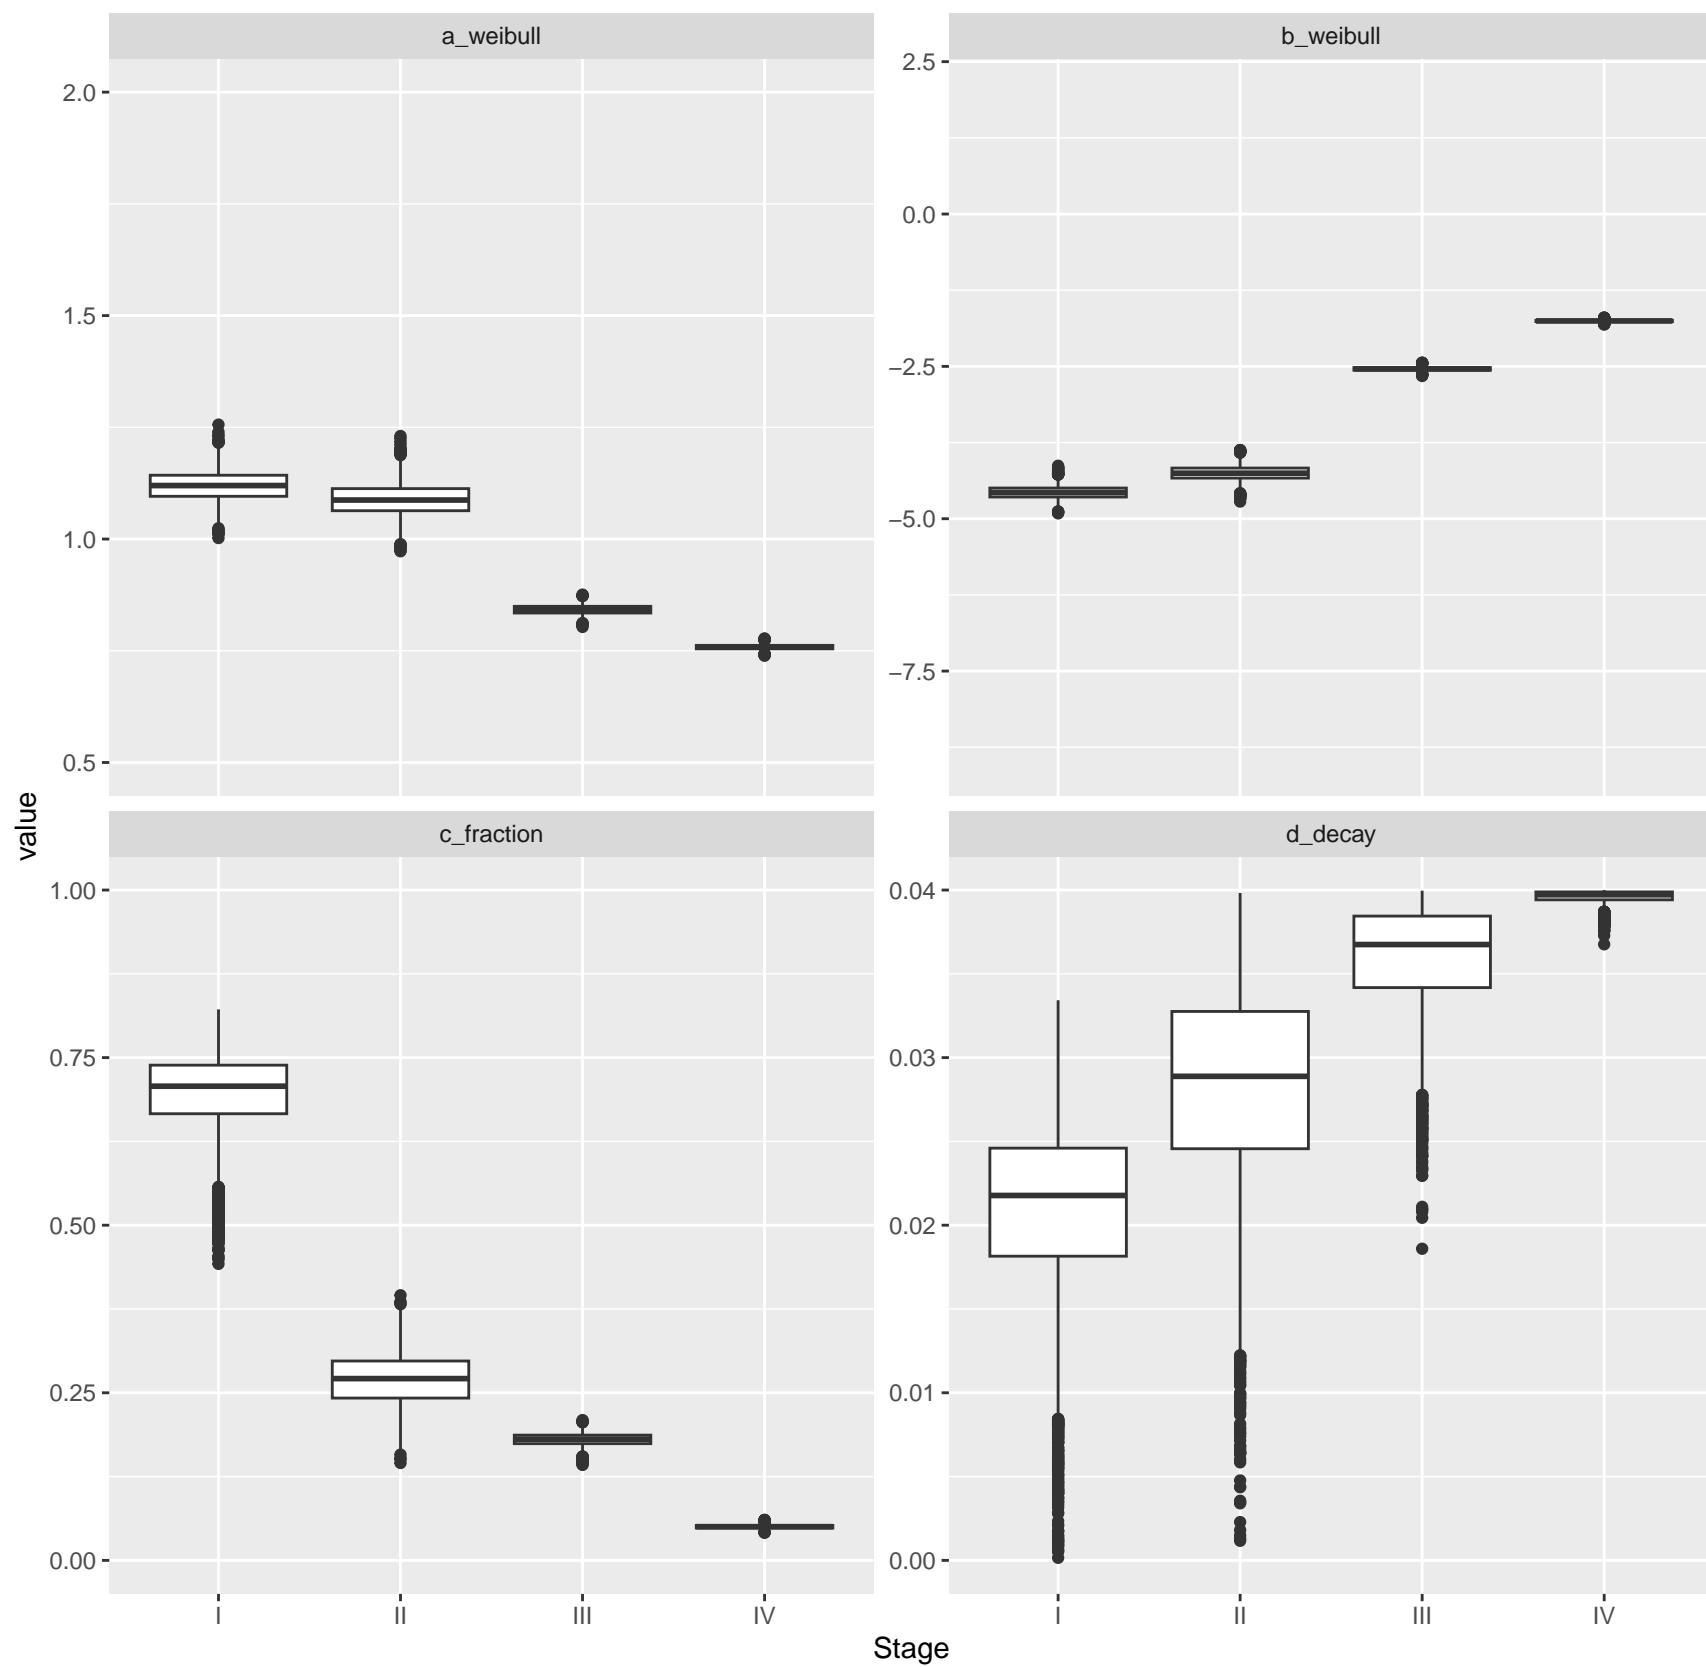 a_weibull
b_weibull
2.0
1.5
1.0
0.5
2.5
0.0
−2.5
−5.0
−7.5
c_fraction
d_decay
1.00
0.75
0.50
0.25
0.00
0.04
0.03
0.02
0.01
0.00
I II III IV
I II III IV
Stage
value